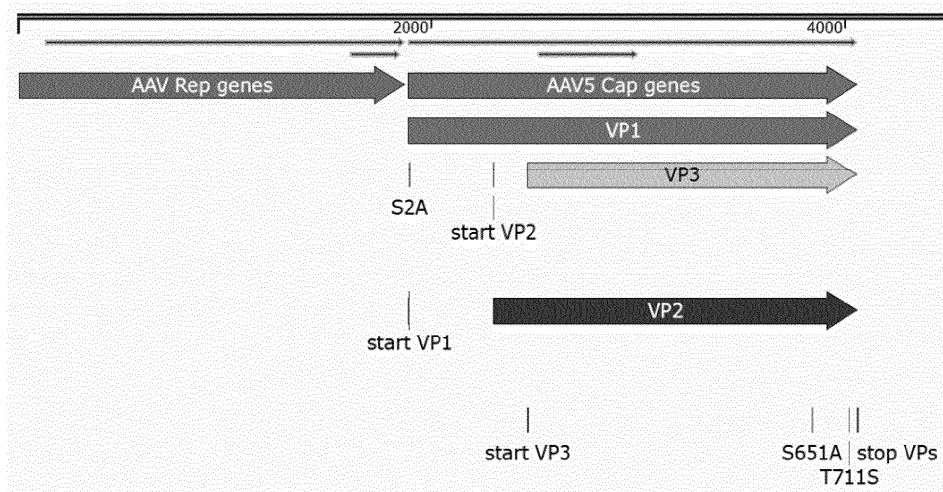 2000 4000
AAV Rep genes AAV5 Cap genes
VP1
VP3
S2A
start VP2
VP2
start VP1
start VP3 S651A stop VPs
T711S